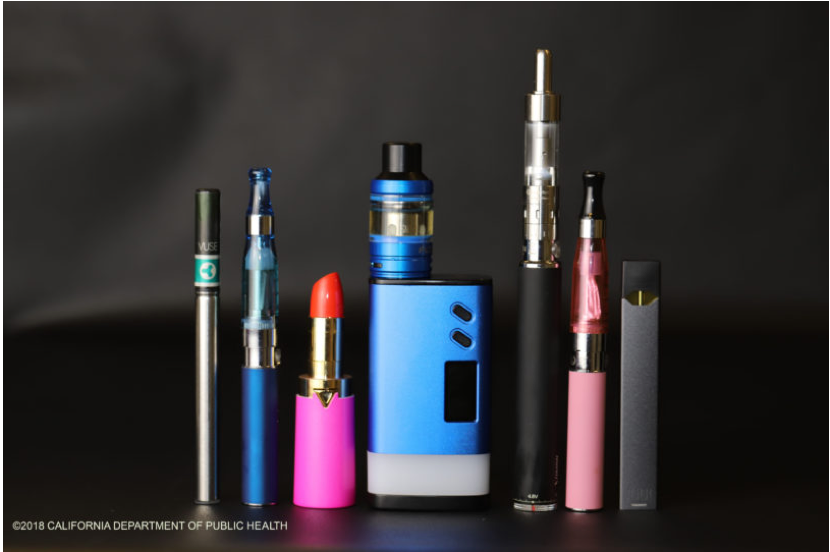 VUSE
©2018 CALIFORNIA DEPARTMENT OF PUBLIC HEALTH